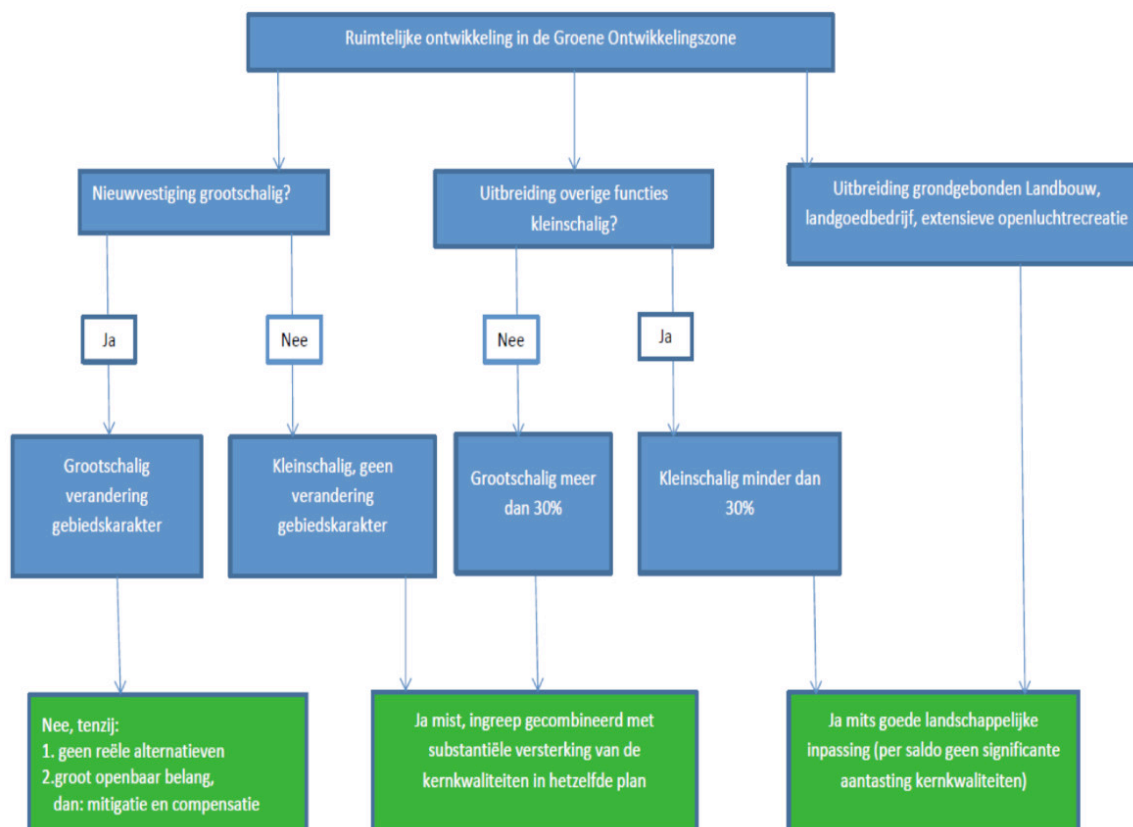 Ruimtelijke ontwikkeling in de Groene Ontwikkelingszone
Nieuwvestiging grootschalig?
Uitbreiding overige functies
kleinschalig?
Uitbreiding grondgebonden Landbouw,
landgoedbedrijf, extensieve openluchtrecreatie
Ja
Nee
Nee
Ja
Grootschalig
verandering
gebiedskarakter
Kleinschalig, geen
verandering
gebiedskarakter
Grootschalig meer
dan 30%
Kleinschalig minder dan
30%
Nee, tenzij:
1. geen reële alternatieven
2.groot openbaar belang,
dan: mitigatie en compensatie
Ja mist, ingreep gecombineerd met
substantiële versterking van de
kernkwaliteiten in hetzelfde plan
Ja mits goede landschappelijke
inpassing (per saldo geen significante
aantasting kernkwaliteiten)